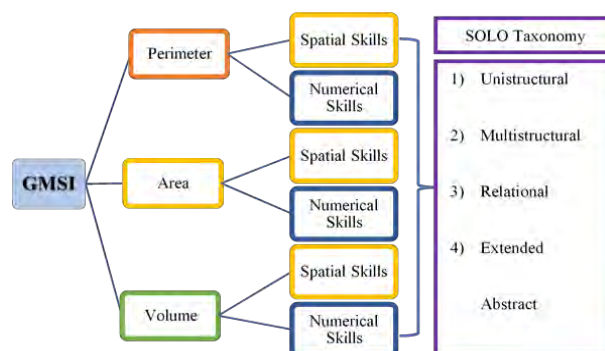 GMSI
Perimeter
Spatial Skills
Numerical
Skills
Area
Spatial Skills
Numerical
Skills
Volume
Spatial Skills
Numerical
Skills
SOLO Taxonomy
1) Unistructural
2) Multistructural
3) Relational
4) Extended
Abstract